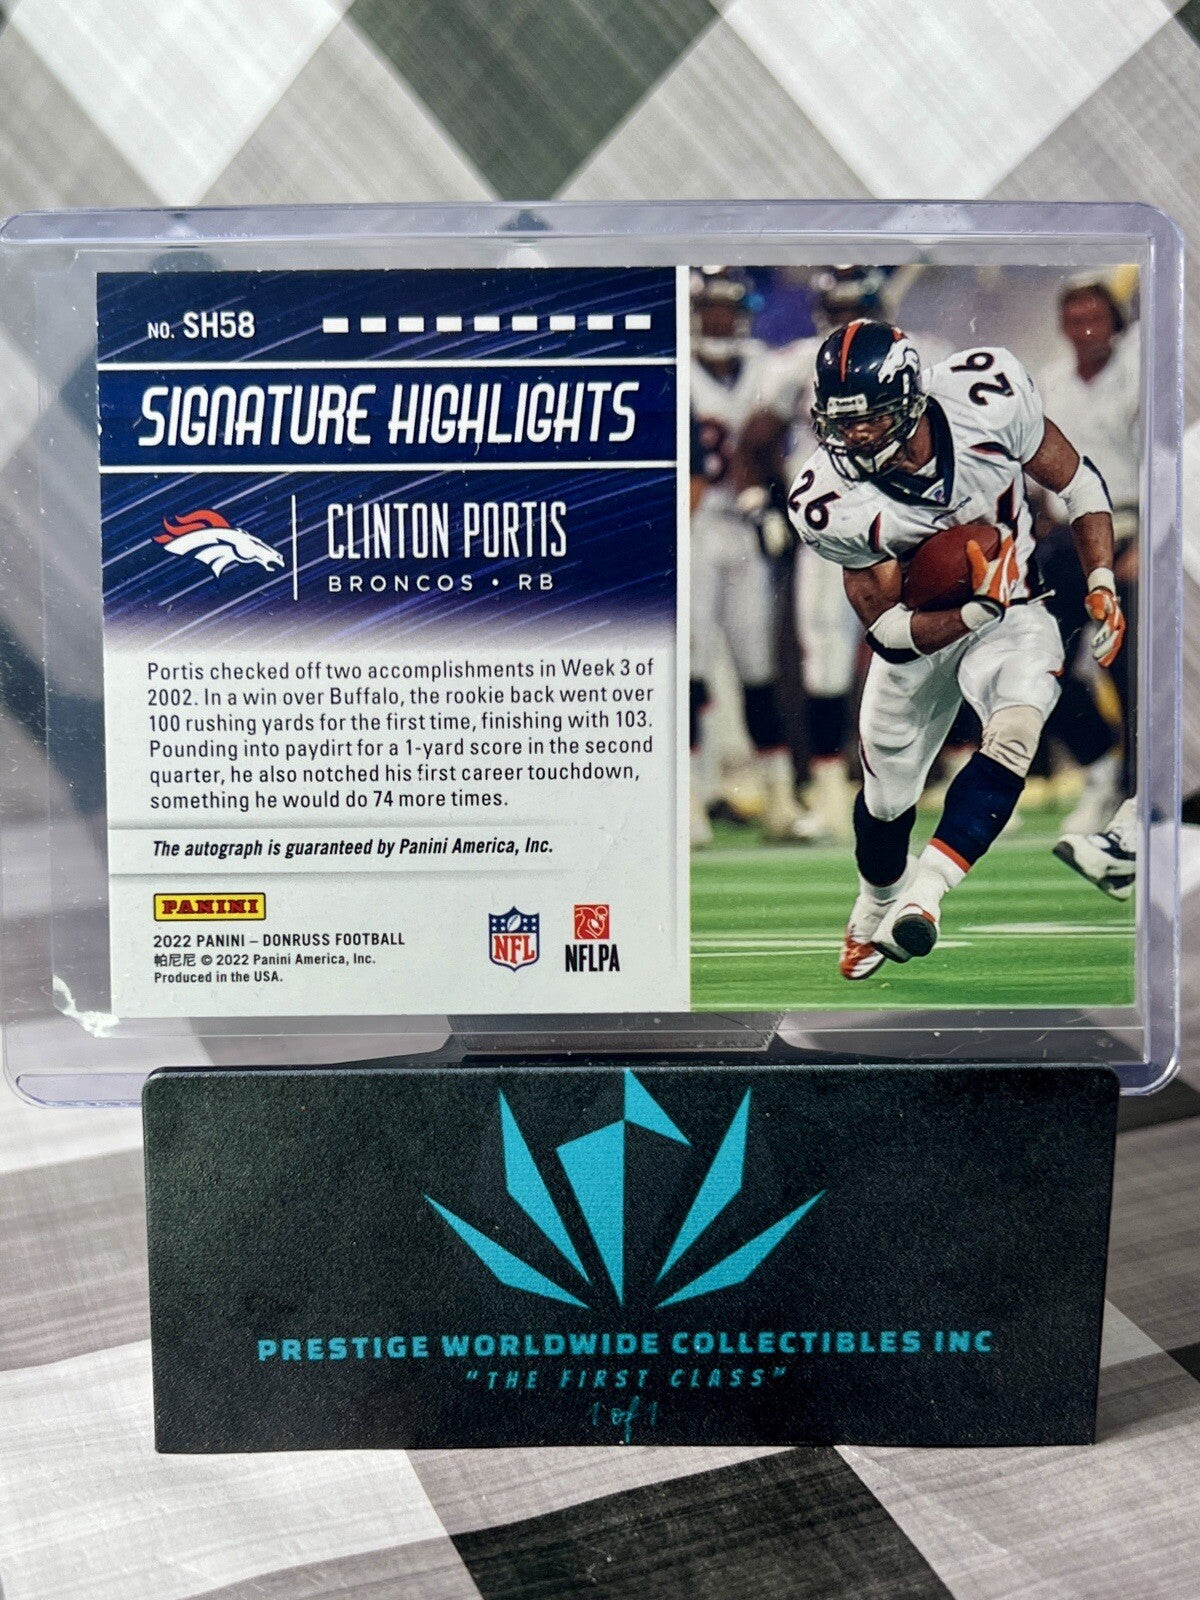 NO. SH58
SIGNATURE HIGHLIGHTS
CLINTON PORTIS
BRONCOS • RB
Portis checked off two accomplishments in Week 3 of
2002. In a win over Buffalo, the rookie back went over
100 rushing yards for the first time, finishing with 103.
Pounding into paydirt for a 1-yard score in the second
quarter, he also notched his first career touchdown,
something he would do 74 more times.
The autograph is guaranteed by Panini America, Inc.
PANINI
2022 PANINI – DONRUSS FOOTBALL
帕尼尼 © 2022 Panini America, Inc.
Produced in the USA.
NFL
NFLPA
26
26
PRESTIGE WORLDWIDE COLLECTIBLES INC
"THE FIRST CLASS"
1 of 1